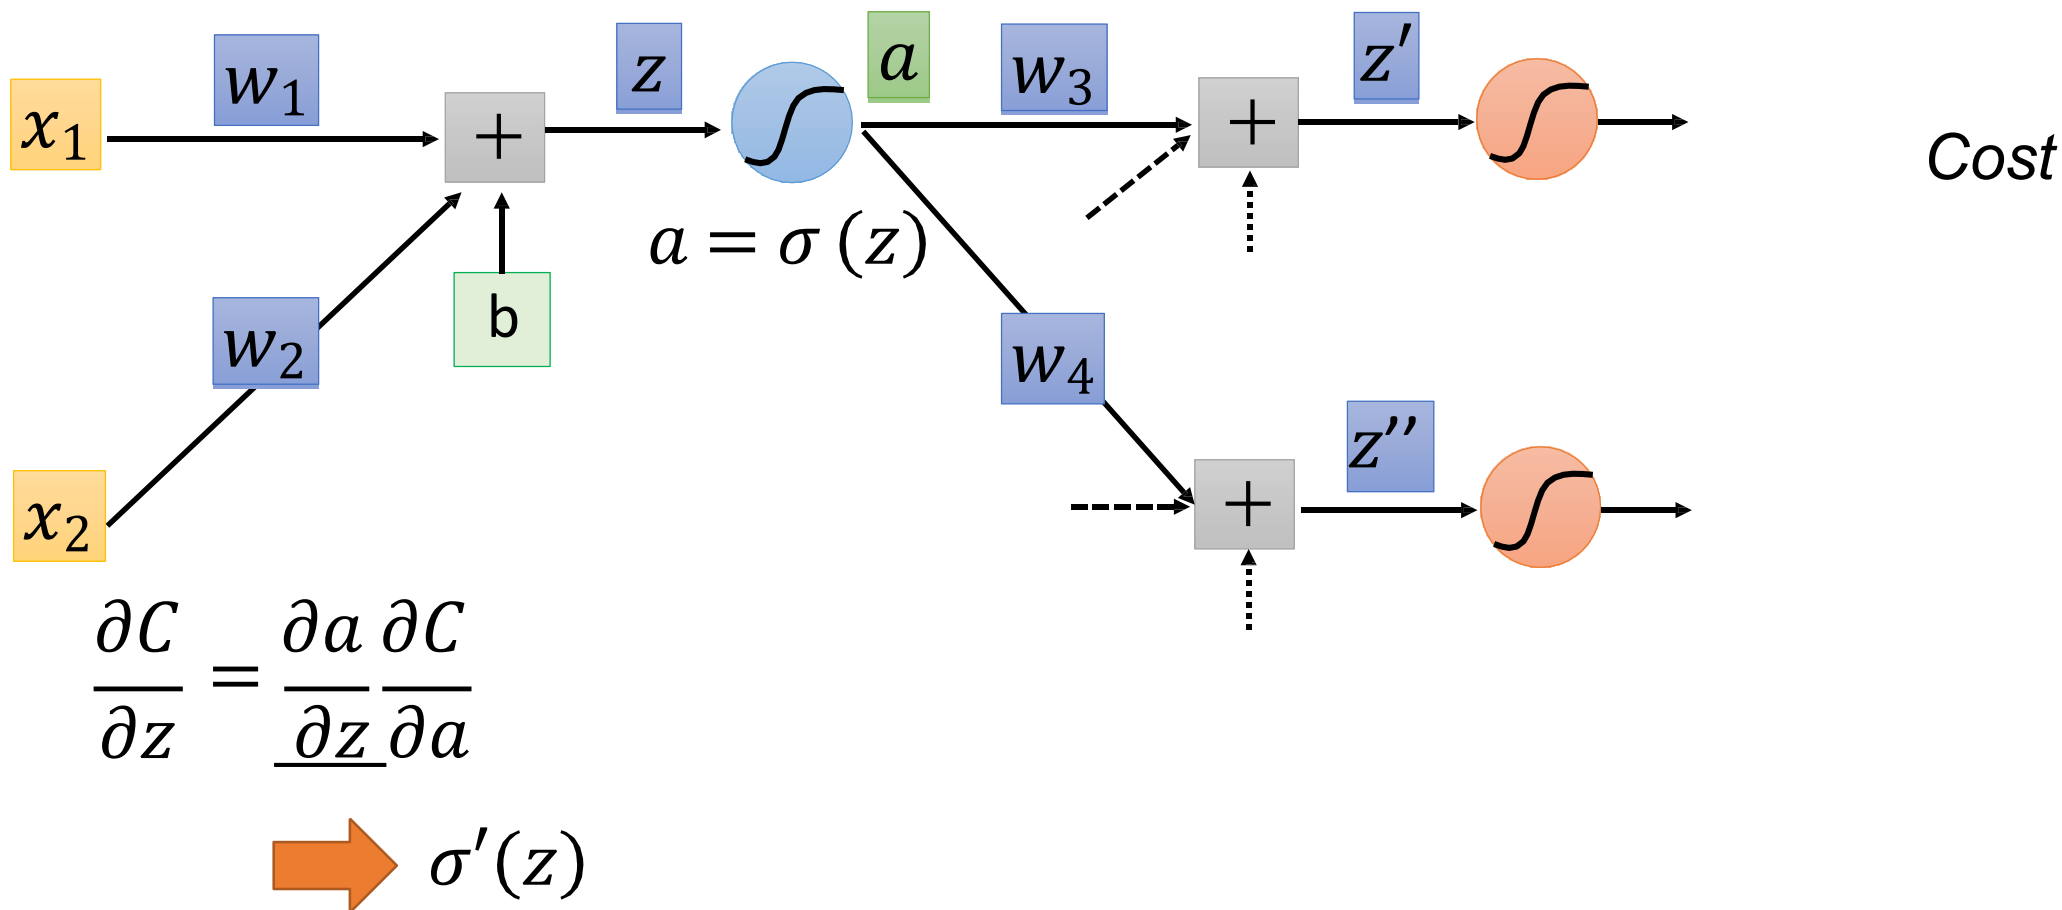 x₁ w₁ + z a w₃ + z′
Cost
a = σ (z)
w₂ b w₄
x₂ + z′′
∂C/∂z = ∂a/∂z ∂C/∂a
σ′(z)